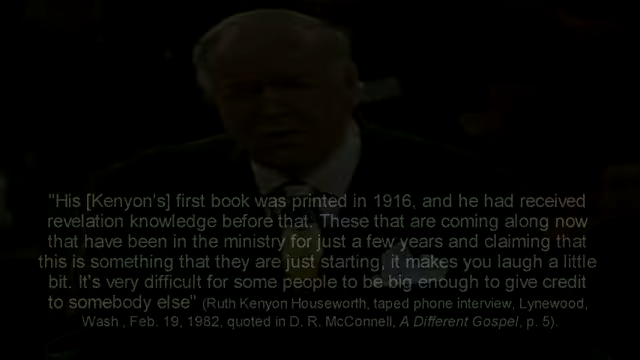 "His [Kenyon's] first book was printed in 1916, and he had received
revelation knowledge before that. These that are coming along now
that have been in the ministry for just a few years and claiming that
this is something that they are just starting, it makes you laugh a little
bit. It's very difficult for some people to be big enough to give credit
to somebody else" (Ruth Kenyon Houseworth, taped phone interview, Lynewood,
Wash , Feb. 19, 1982, quoted in D. R. McConnell, A Different Gospel, p. 5).